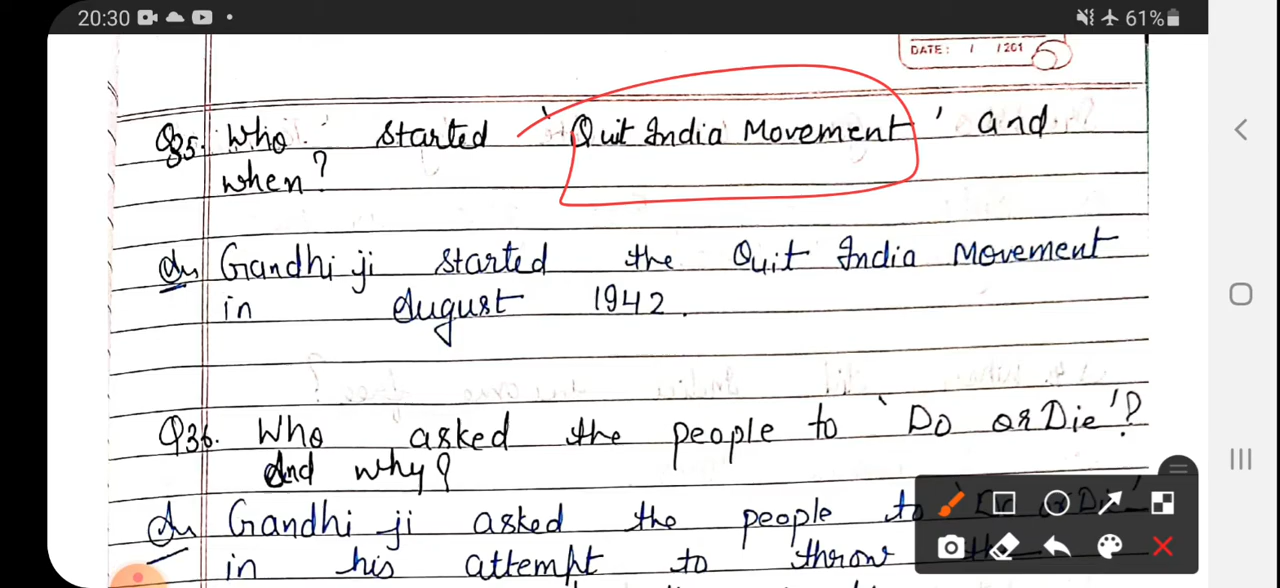 20:30
61%
DATE: / /201
Q35. Who started 'Quit India Movement' and
when?
Ans Gandhi ji started the Quit India Movement
in August 1942.
Q36. Who asked the people to 'Do or Die'?
And why?
Ans Gandhi ji asked the people to
in his attempt to throw